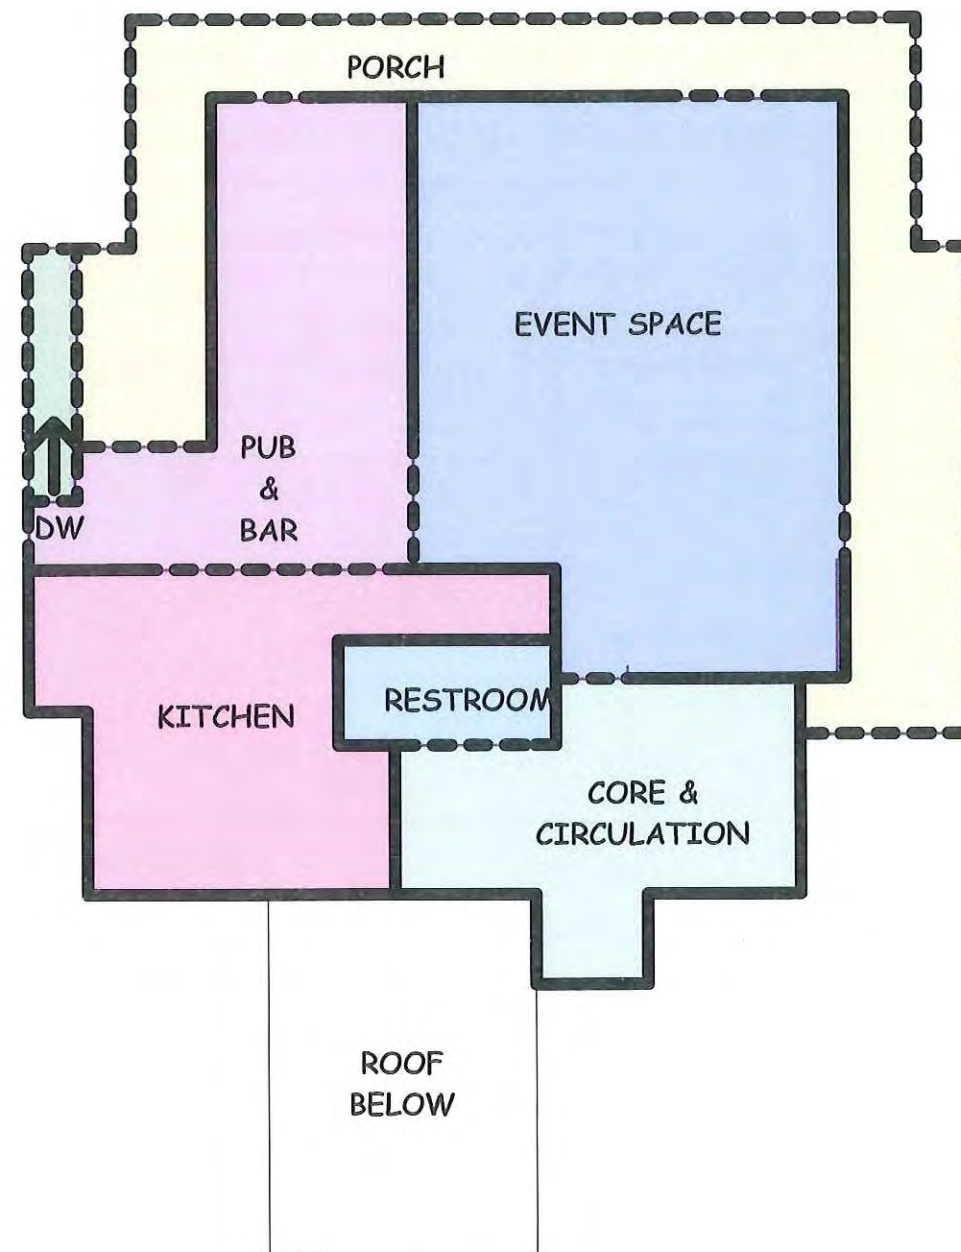 PORCH
EVENT SPACE
PUB
&
BAR
DW
RESTROOM
KITCHEN
CORE &
CIRCULATION
ROOF
BELOW